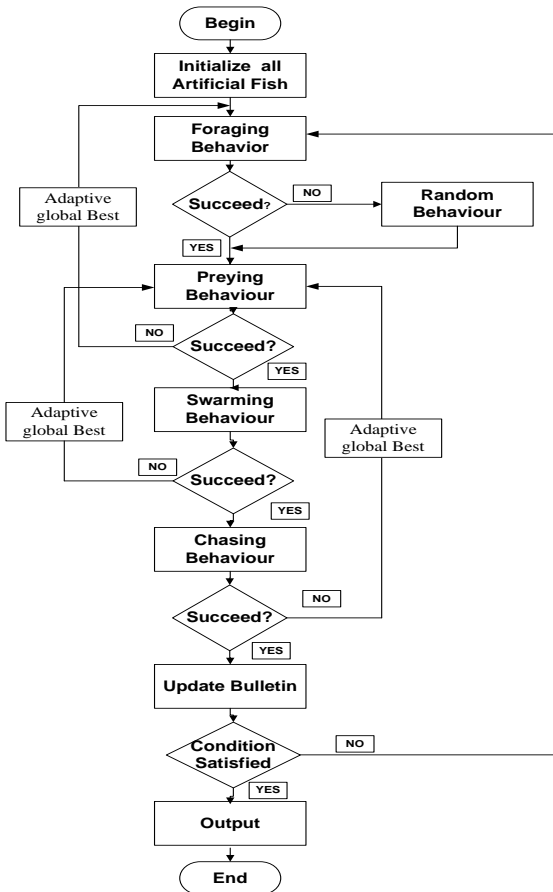 Begin
Initialize all
Artificial Fish
Foraging
Behavior
Adaptive
global Best
Succeed?
NO
Random
Behaviour
YES
Preying
Behaviour
NO
Succeed?
YES
Adaptive
global Best
Swarming
Behaviour
Adaptive
global Best
NO
Succeed?
YES
Chasing
Behaviour
Succeed?
NO
YES
Update Bulletin
Condition
Satisfied
NO
YES
Output
End